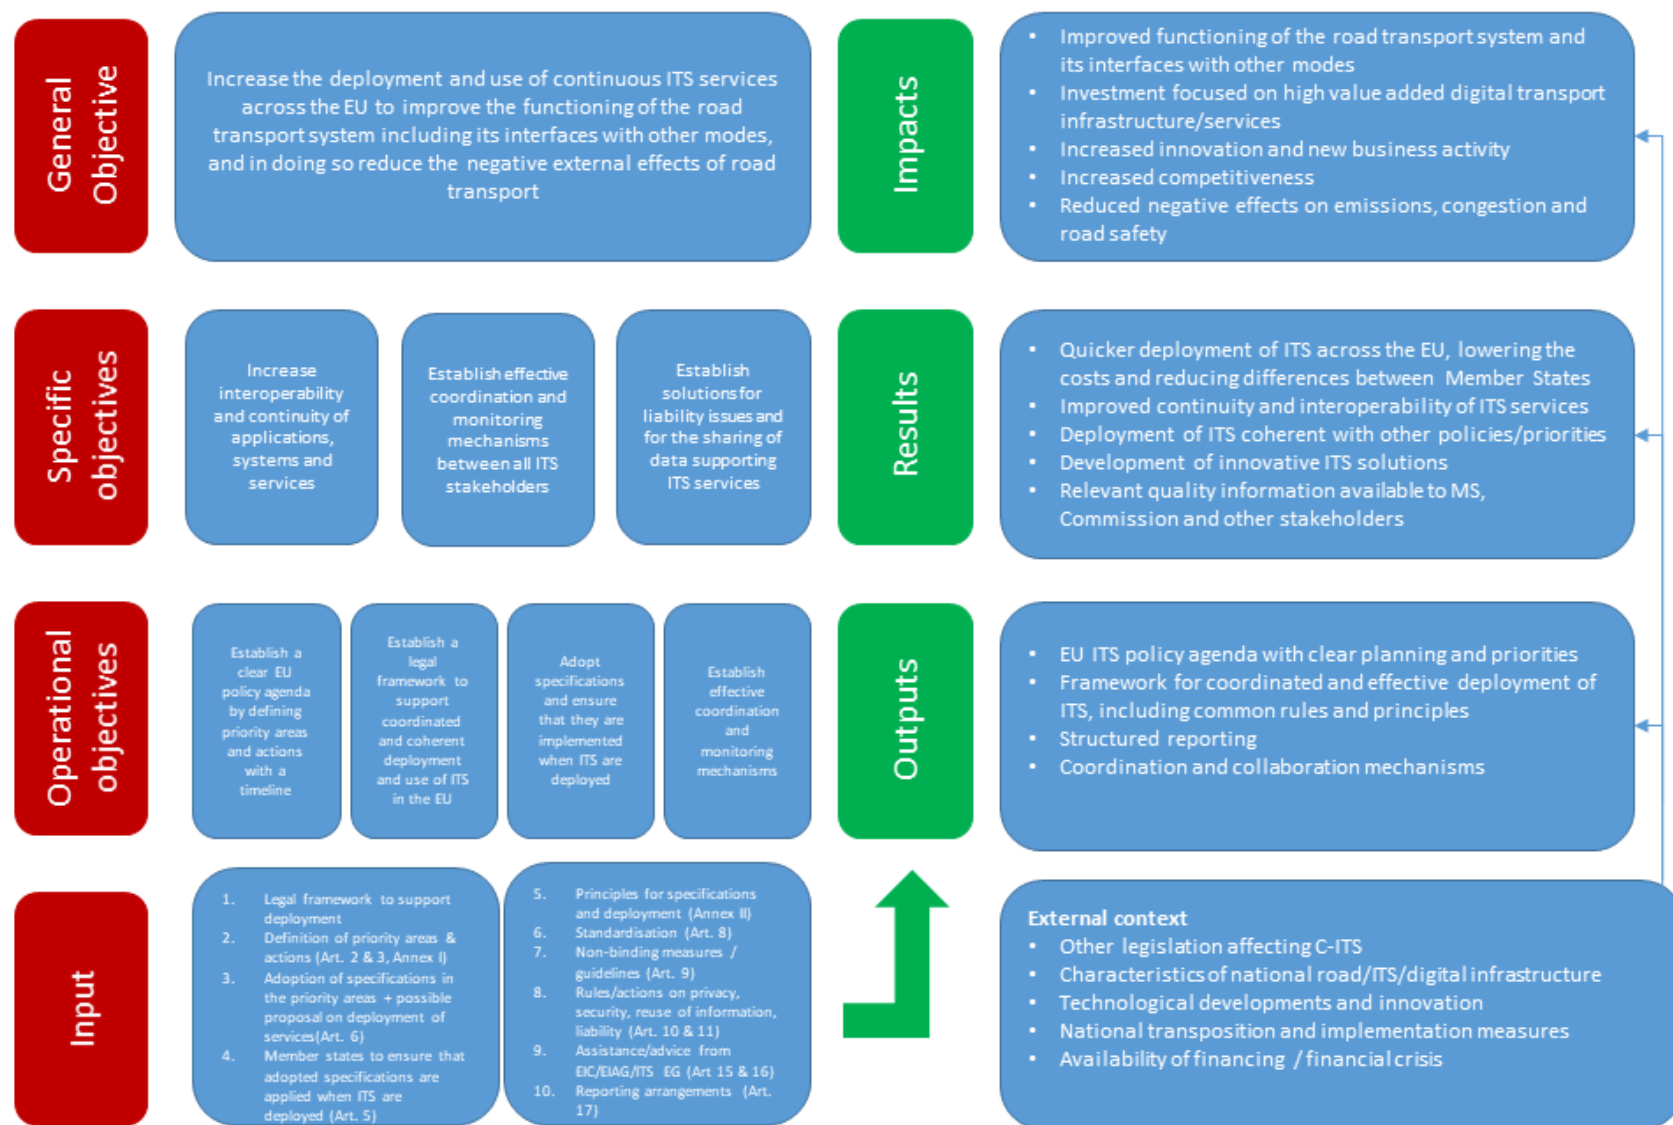 General
Objective
Increase the deployment and use of continuous ITS services
across the EU to improve the functioning of the road
transport system including its interfaces with other modes,
and in doing so reduce the negative external effects of road
transport
Impacts
• Improved functioning of the road transport system and
its interfaces with other modes
• Investment focused on high value added digital transport
infrastructure/services
• Increased innovation and new business activity
• Increased competitiveness
• Reduced negative effects on emissions, congestion and
road safety
Specific
objectives
Increase
interoperability
and continuity of
applications,
systems and
services
Establish effective
coordination and
monitoring
mechanisms
between all ITS
stakeholders
Establish
solutions for
liability issues and
for the sharing of
data supporting
ITS services
Results
• Quicker deployment of ITS across the EU, lowering the
costs and reducing differences between Member States
• Improved continuity and interoperability of ITS services
• Deployment of ITS coherent with other policies/priorities
• Development of innovative ITS solutions
• Relevant quality information available to MS,
Commission and other stakeholders
Operational
objectives
Establish a
clear EU
policy agenda
by defining
priority areas
and actions
with a
timeline
Establish a
legal
framework to
support
coordinated
and coherent
deployment
and use of ITS
in the EU
Adopt
specifications
and ensure
that they are
implemented
when ITS are
deployed
Establish
effective
coordination
and
monitoring
mechanisms
Outputs
• EU ITS policy agenda with clear planning and priorities
• Framework for coordinated and effective deployment of
ITS, including common rules and principles
• Structured reporting
• Coordination and collaboration mechanisms
Input
1. Legal framework to support
deployment
2. Definition of priority areas &
actions (Art. 2 & 3, Annex I)
3. Adoption of specifications in
the priority areas + possible
proposal on deployment of
services(Art. 6)
4. Member states to ensure that
adopted specifications are
applied when ITS are
deployed (Art. 5)
5. Principles for specifications
and deployment (Annex II)
6. Standardisation (Art. 8)
7. Non-binding measures /
guidelines (Art. 9)
8. Rules/actions on privacy,
security, reuse of information,
liability (Art. 10 & 11)
9. Assistance/advice from
EIC/EIAG/ITS EG (Art 15 & 16)
10. Reporting arrangements (Art.
17)
External context
• Other legislation affecting C-ITS
• Characteristics of national road/ITS/digital infrastructure
• Technological developments and innovation
• National transposition and implementation measures
• Availability of financing / financial crisis